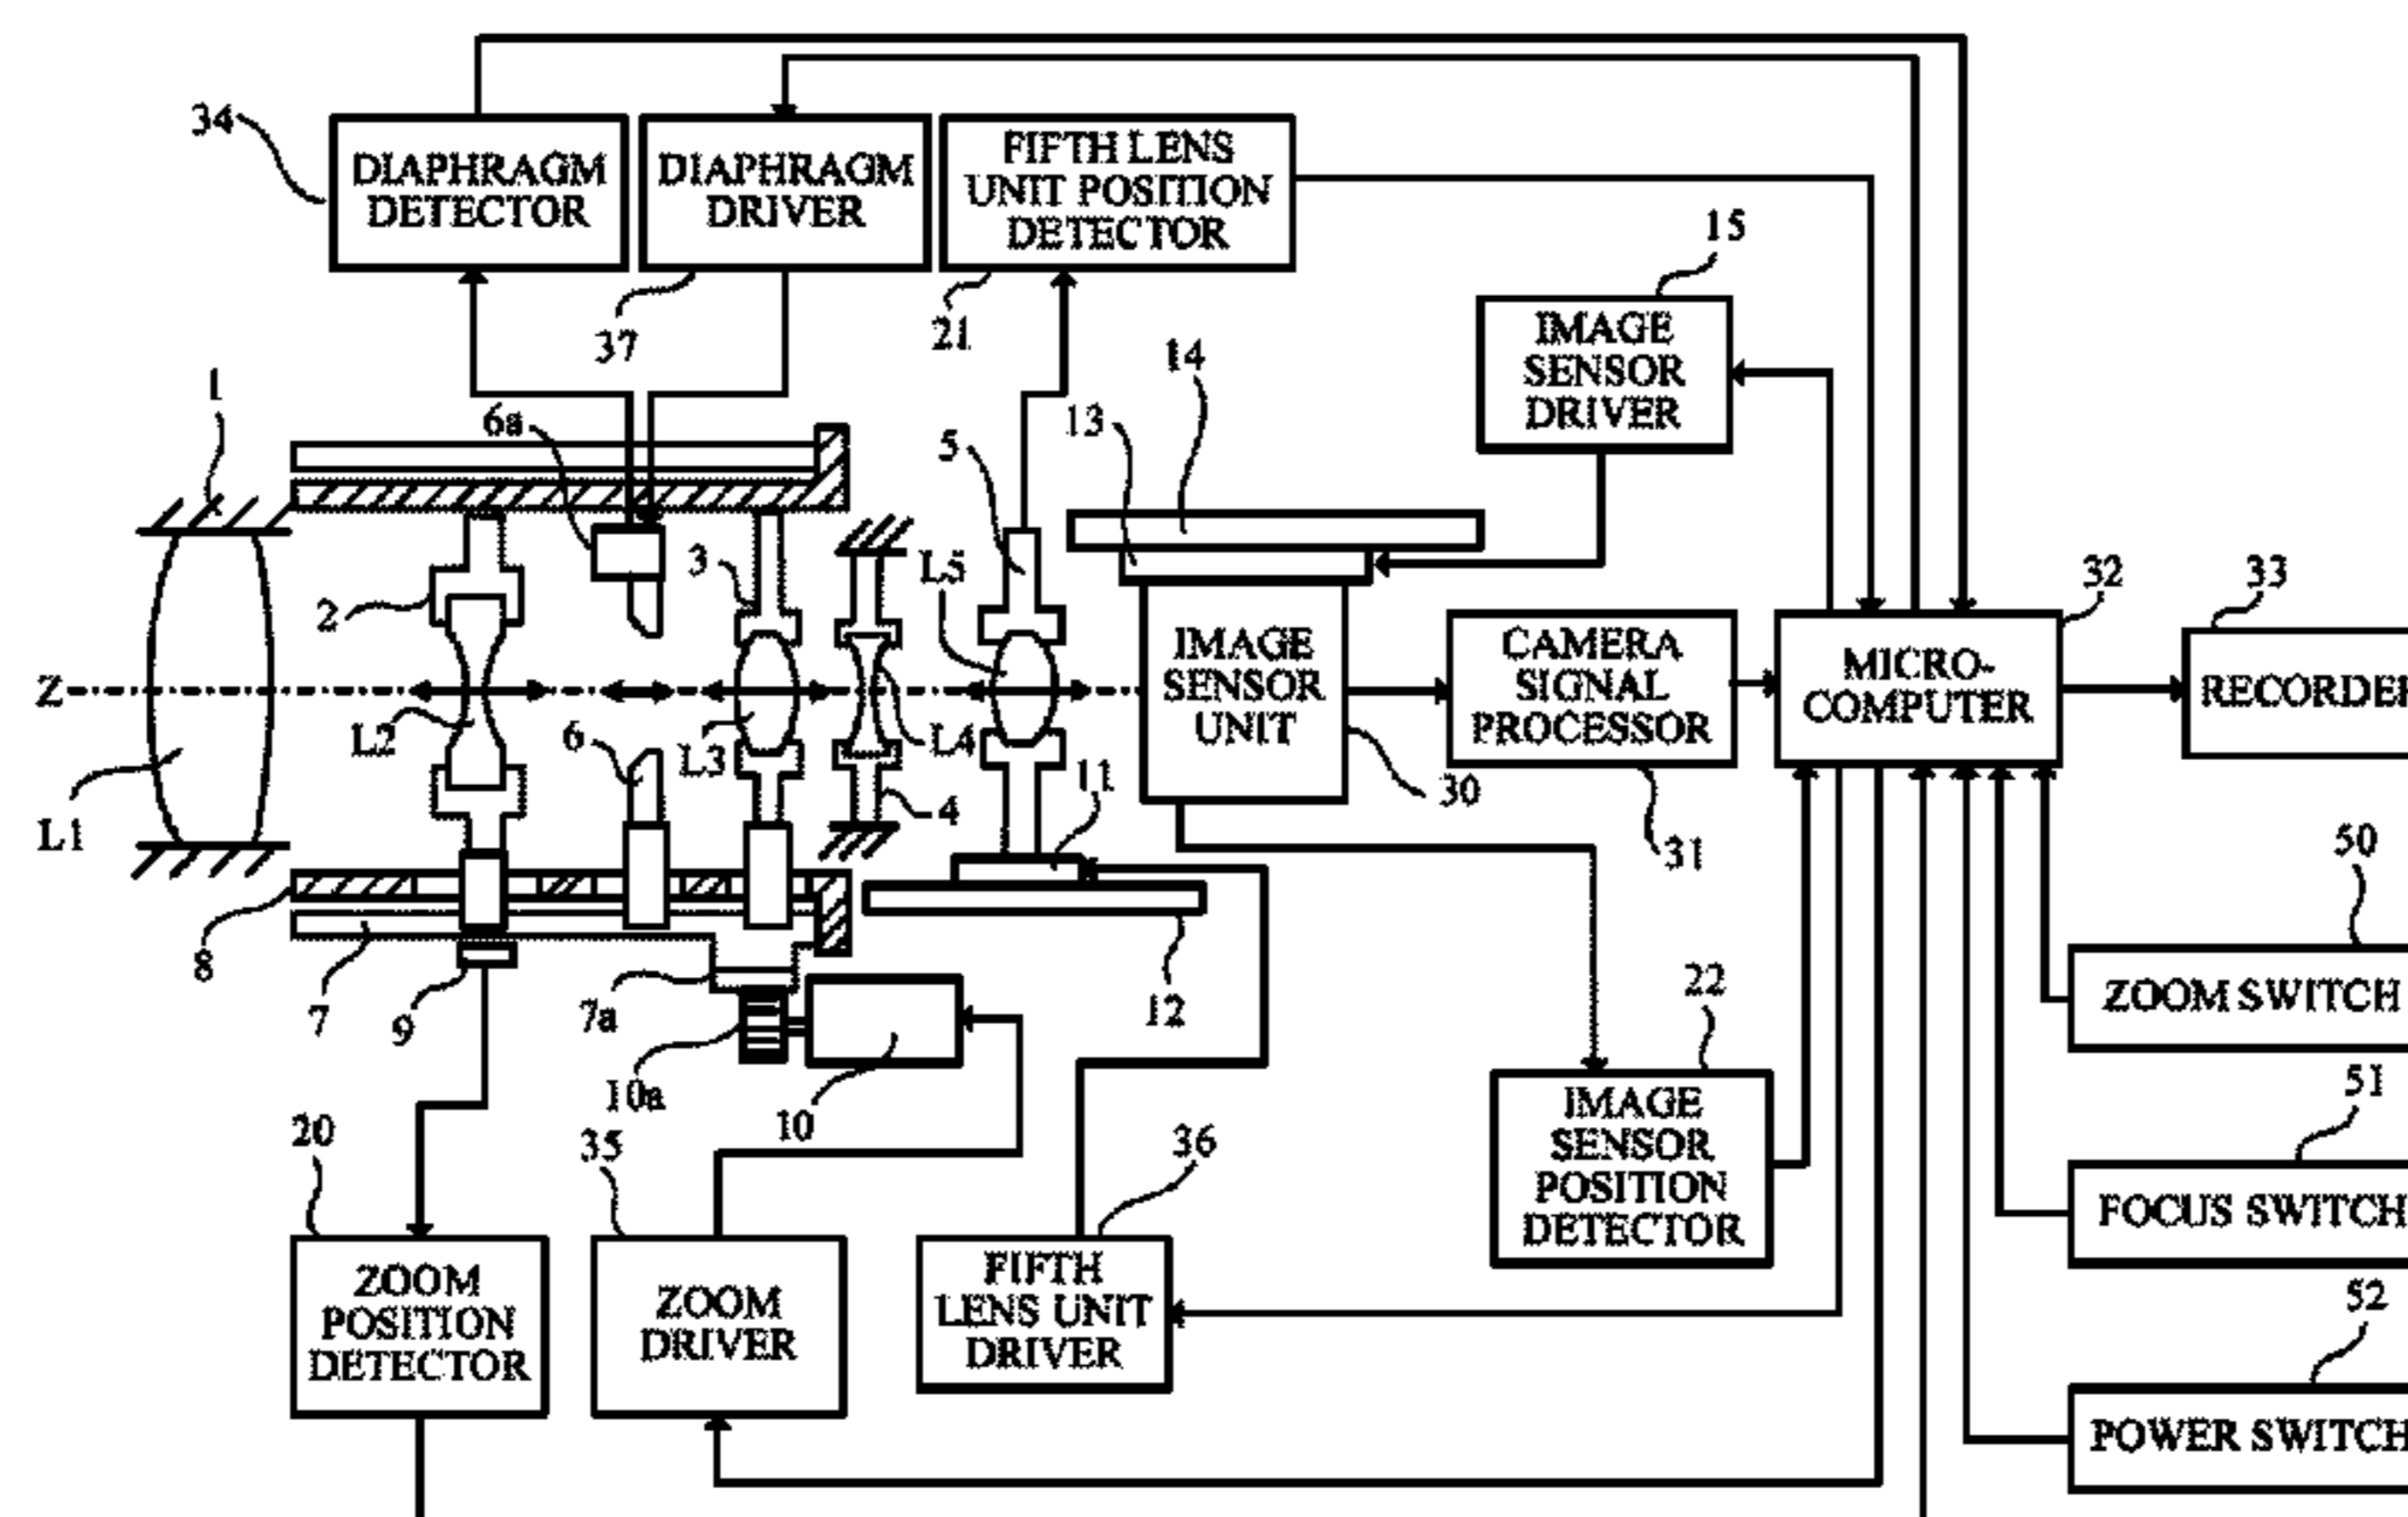 34
DIAPHRAGM
DETECTOR
DIAPHRAGM
DRIVER
37
FIFTH LENS
UNIT POSITION
DETECTOR
21
15
IMAGE
SENSOR
DRIVER
14
13
1
6a
5
3
2
L5
32
33
Z
L2
6
L3
L4
4
11
L1
IMAGE
SENSOR
UNIT
30
CAMERA
SIGNAL
PROCESSOR
31
MICRO-
COMPUTER
RECORDER
50
8
7
9
7a
10a
10
12
22
ZOOM SWITCH
51
20
35
36
IMAGE
SENSOR
POSITION
DETECTOR
FOCUS SWITCH
52
ZOOM
POSITION
DETECTOR
ZOOM
DRIVER
FIFTH
LENS UNIT
DRIVER
POWER SWITCH